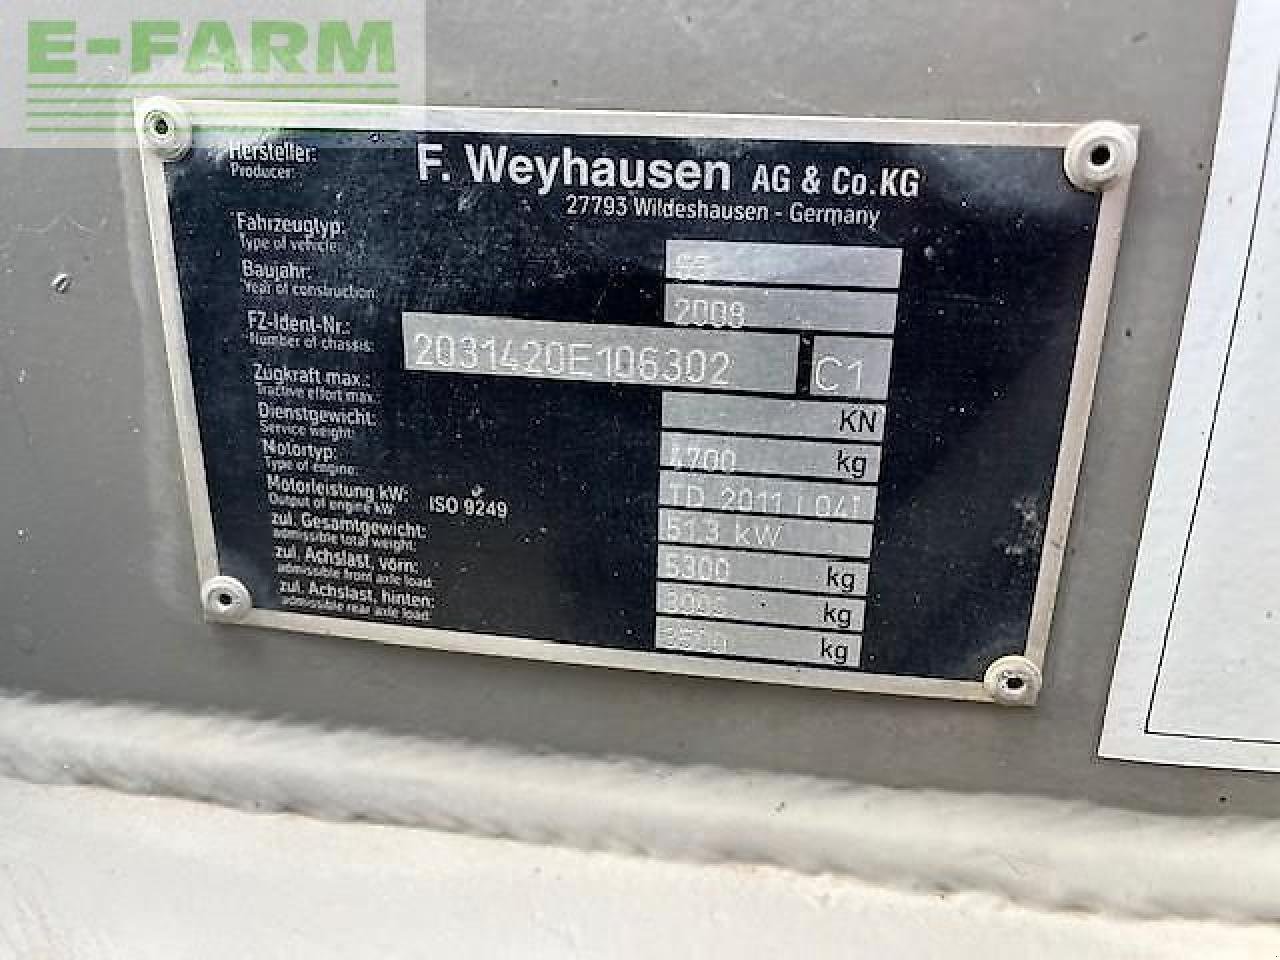 E-FARM
Hersteller: F. Weyhausen AG & Co.KG
Producer: 27793 Wildeshausen - Germany
Fahrzeugtyp:
Type of vehicle:
Baujahr: 2008
Year of construction:
FZ-Ident-Nr.: 2031420E106302 C1
Number of chassis:
Zugkraft max.: KN
Tractive effort max.:
Dienstgewicht: 4700 kg
Service weight:
Motortyp: TD 2011 L04I
Type of engine:
Motorleistung kW: ISO 9249 51,3 kW
Output of engine kW:
zul. Gesamtgewicht: 5300 kg
admissible total weight:
zul. Achslast, vorn: kg
admissible front axle load:
zul. Achslast, hinten: 3500 kg
admissible rear axle load: